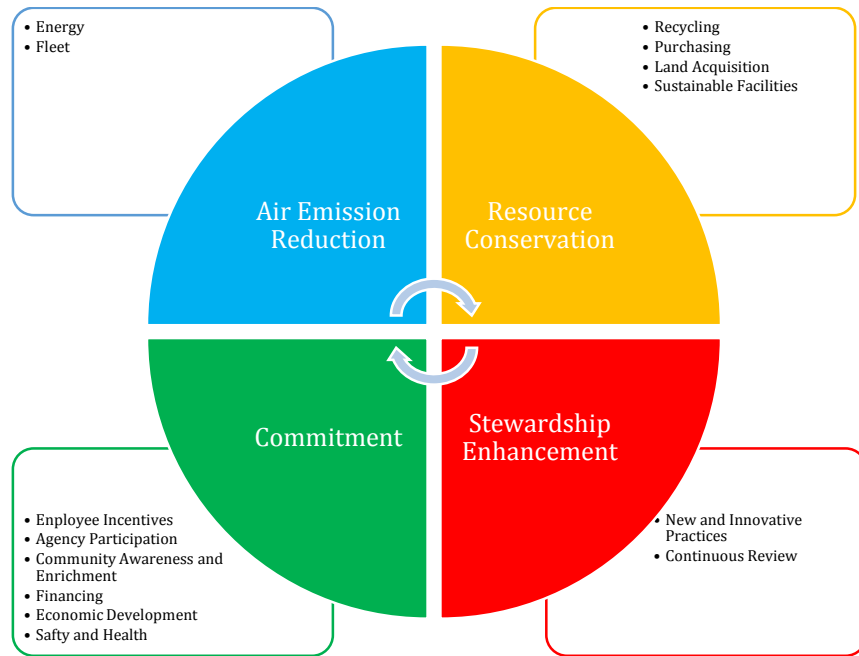 • Energy
• Fleet
• Recycling
• Purchasing
• Land Acquisition
• Sustainable Facilities
Air Emission
Reduction
Resource
Conservation
Commitment
Stewardship
Enhancement
• Enployee Incentives
• Agency Participation
• Community Awareness and
Enrichment
• Financing
• Economic Development
• Safty and Health
• New and Innovative
Practices
• Continuous Review